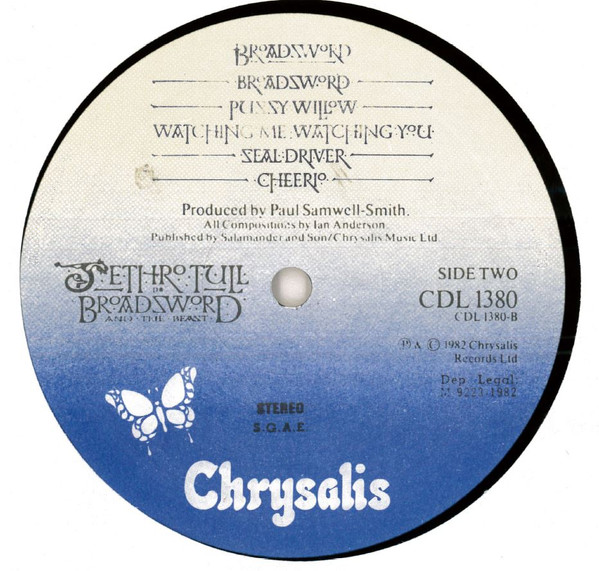 BROADSWORD
BROADSWORD
PUSSY WILLOW
WATCHING ME WATCHING YOU
SEAL DRIVER
CHEERIO
Produced by Paul Samwell-Smith.
All Compositions by Ian Anderson
Published by Salamander and Son/Chrysalis Music Ltd
JETHRO TULL
BROADSWORD
AND THE BEAST
SIDE TWO
CDL 1380
CDL 1380-B
Ⓒ 1982 Chrysalis
Records Ltd
Dep. Legal:
M 9223 1982
STEREO
S.G.A.E.
Chrysalis